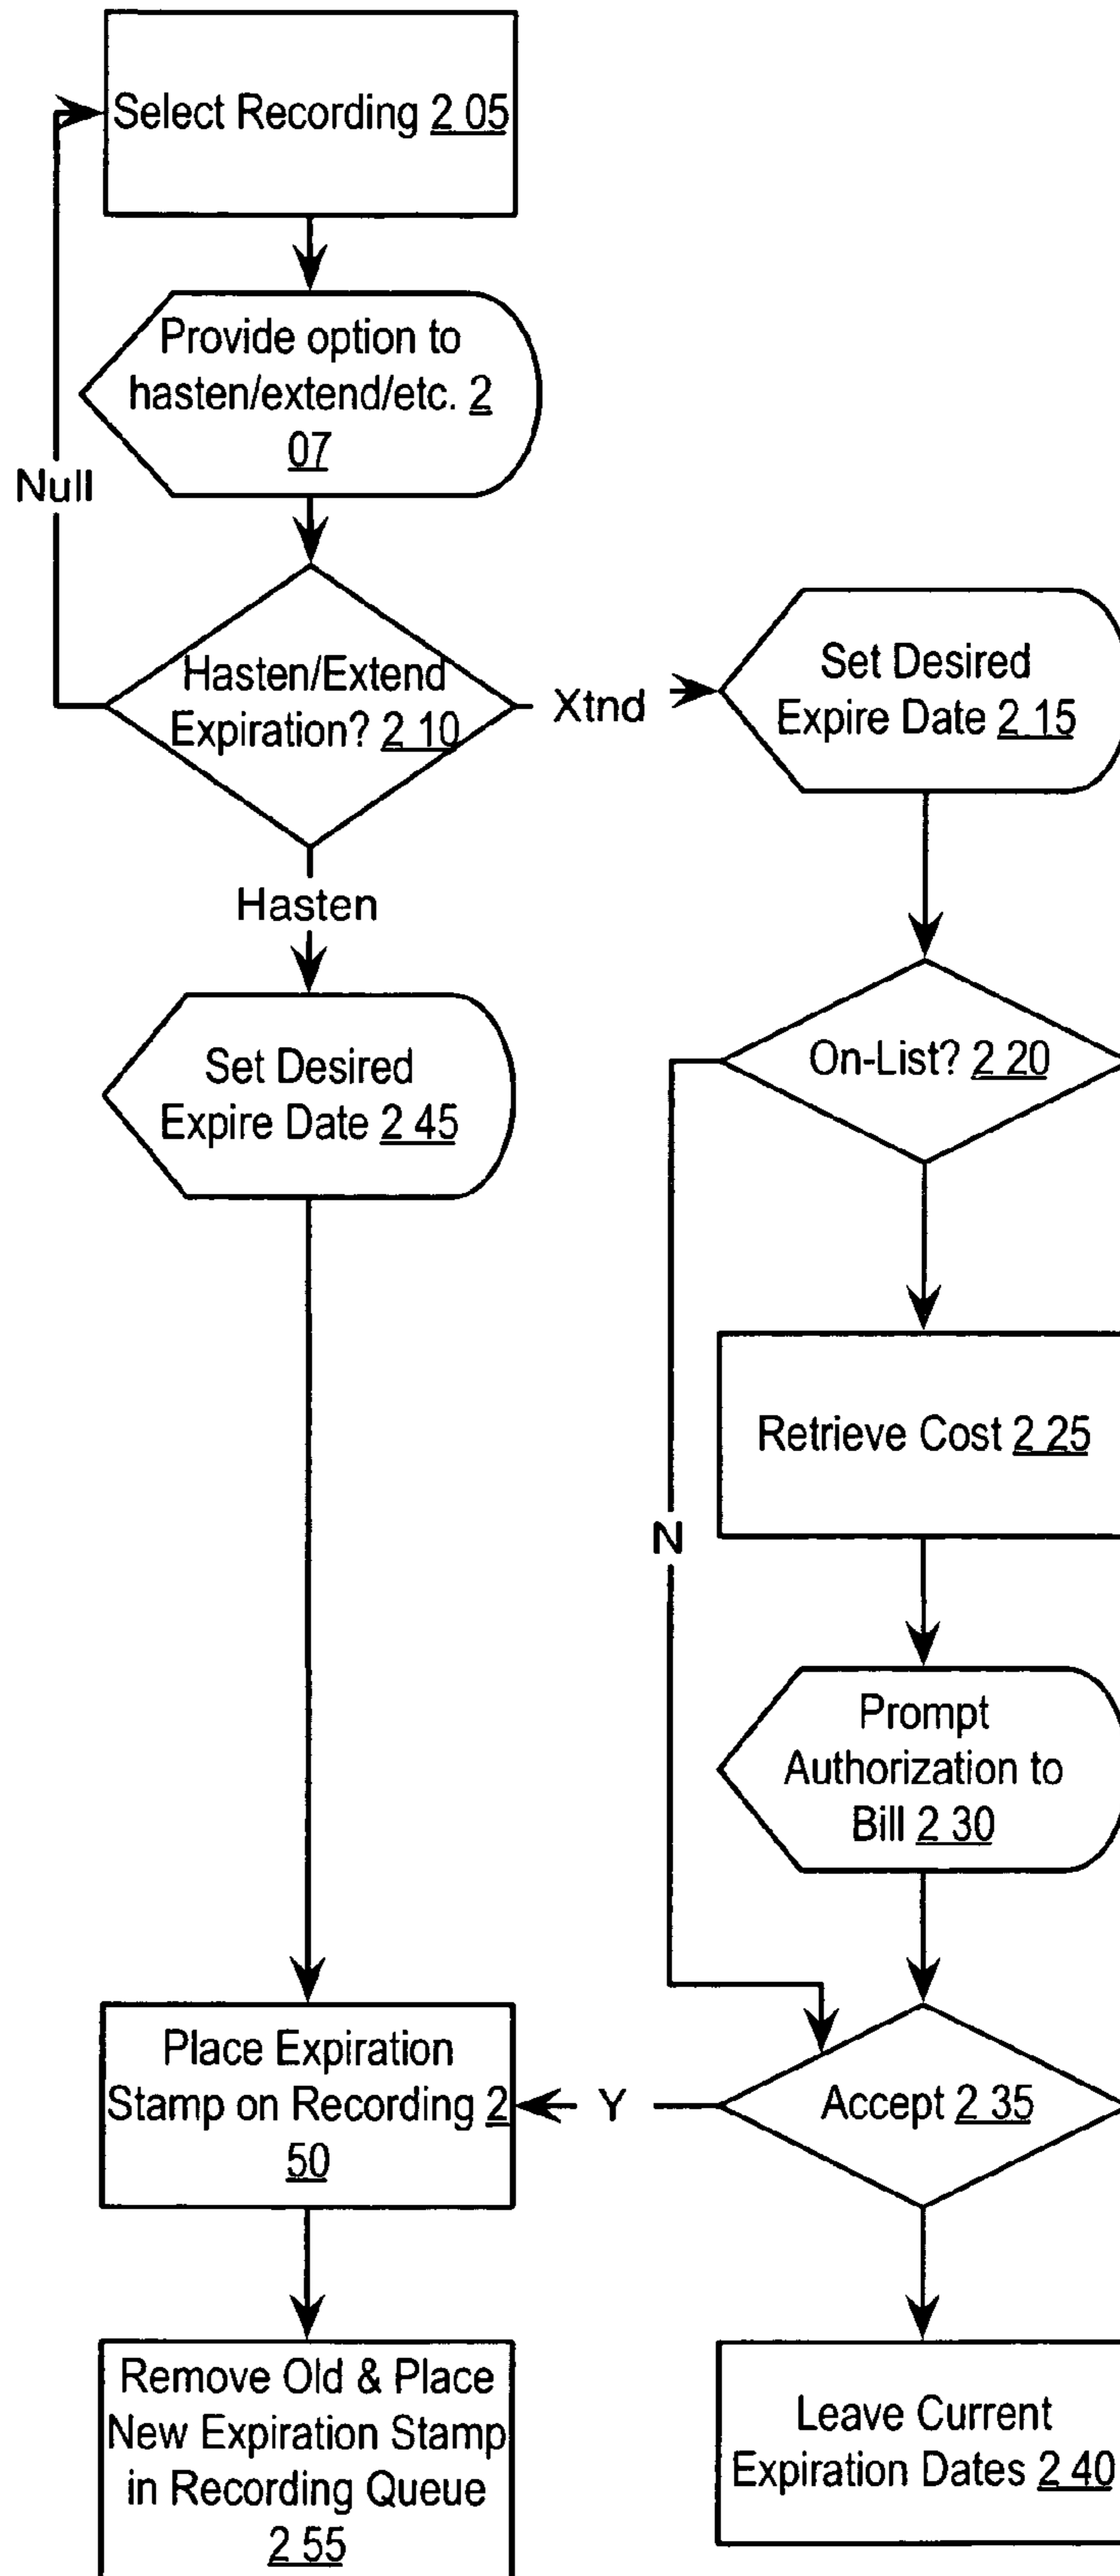 Select Recording 2 05
Provide option to
hasten/extend/etc. 2
07
Null
Hasten/Extend
Expiration? 2 10
Xtnd
Set Desired
Expire Date 2 15
Hasten
Set Desired
Expire Date 2 45
On-List? 2 20
Retrieve Cost 2 25
N
Prompt
Authorization to
Bill 2 30
Place Expiration
Stamp on Recording 2
50
Y
Accept 2 35
Remove Old & Place
New Expiration Stamp
in Recording Queue
2 55
Leave Current
Expiration Dates 2 40